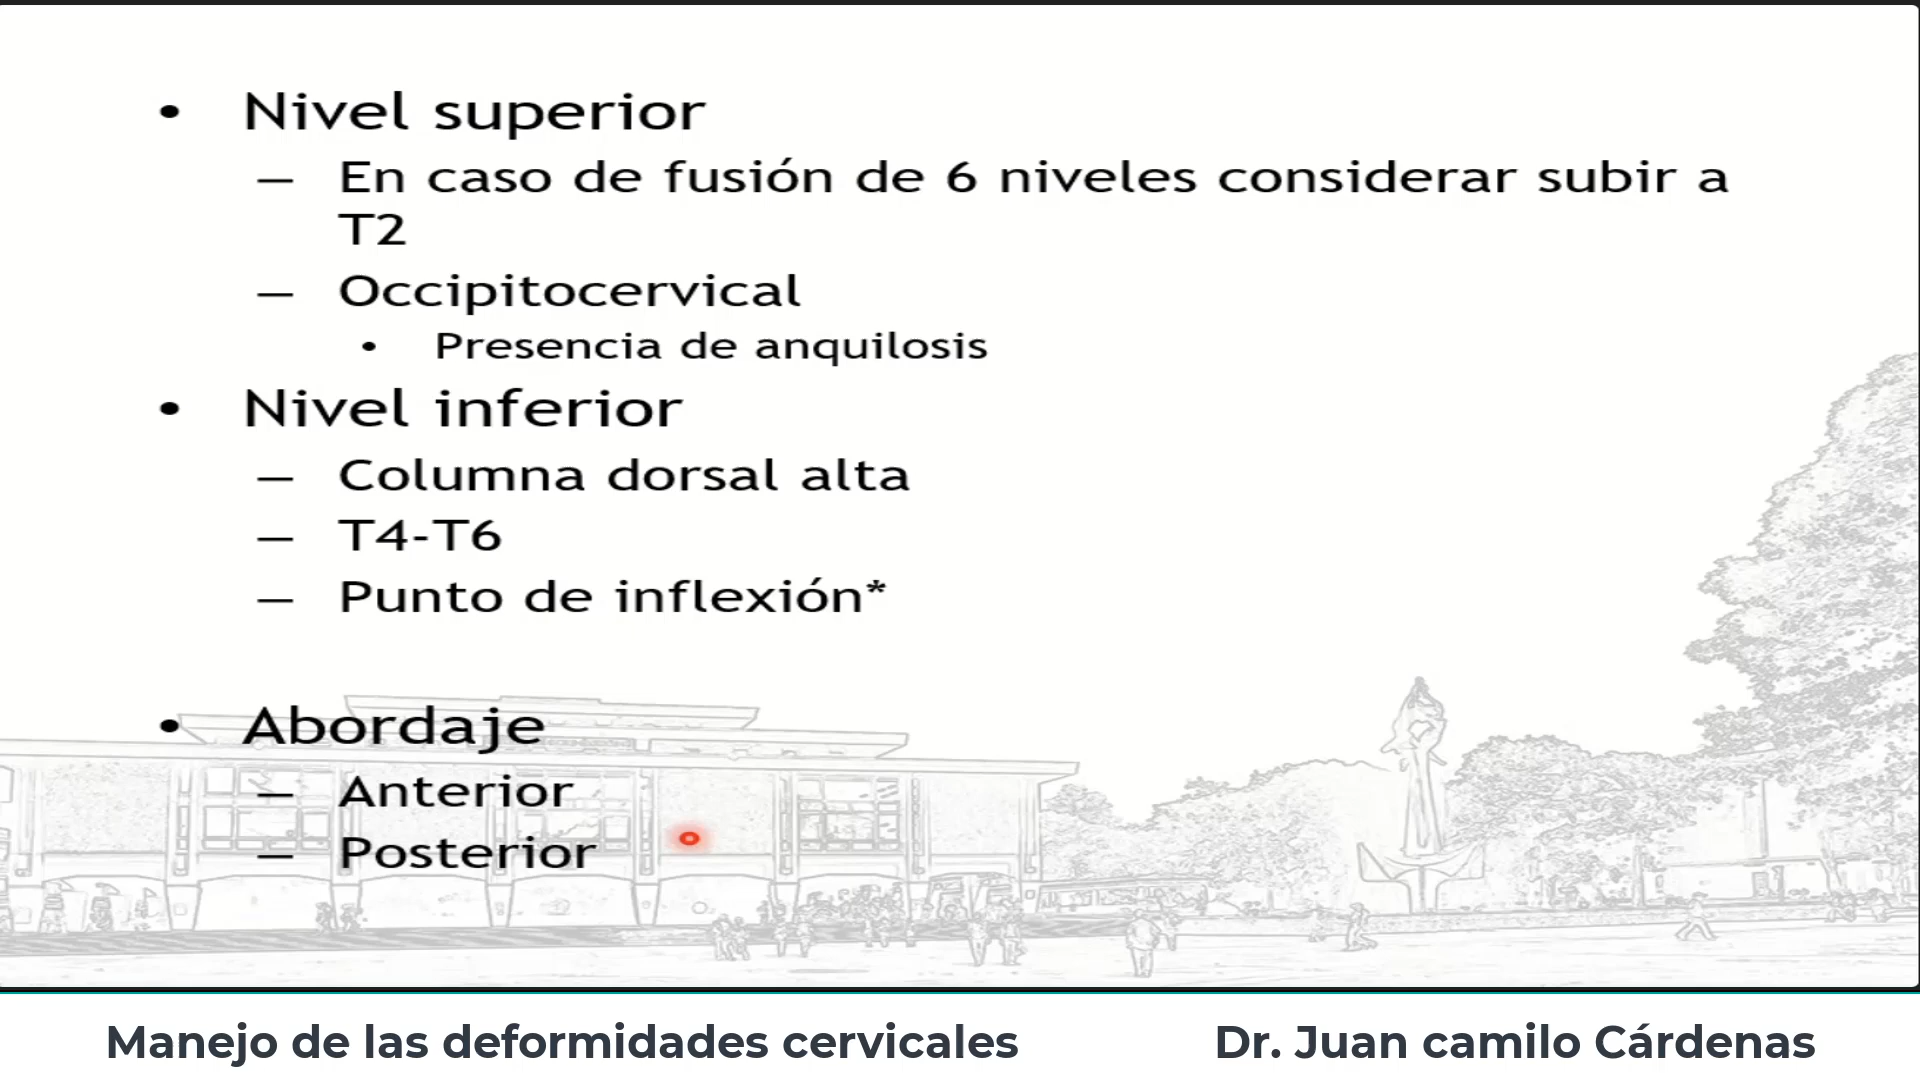 • Nivel superior
– En caso de fusión de 6 niveles considerar subir a
T2
– Occipitocervical
• Presencia de anquilosis
• Nivel inferior
– Columna dorsal alta
– T4-T6
– Punto de inflexión*
• Abordaje
– Anterior
– Posterior
Manejo de las deformidades cervicales
Dr. Juan camilo Cárdenas